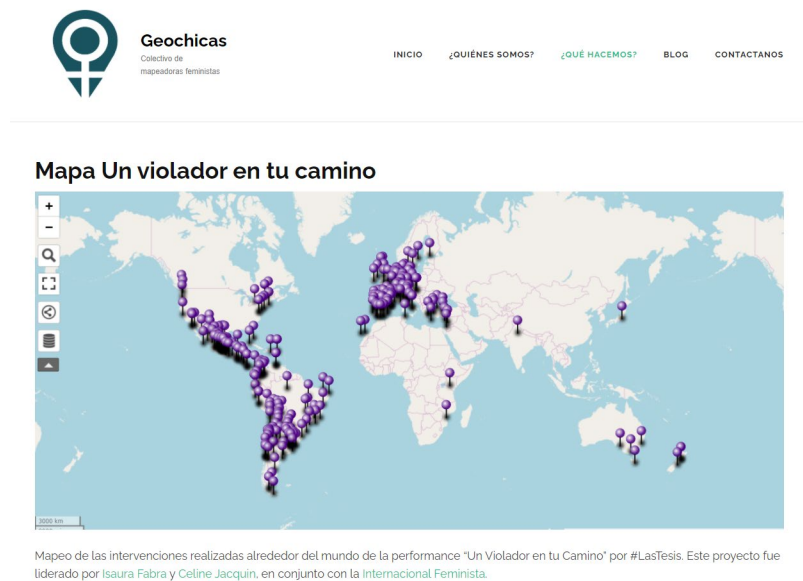 Geochicas
Colectivo de
mapeadoras feministas
INICIO ¿QUIÉNES SOMOS? ¿QUÉ HACEMOS? BLOG CONTACTANOS
Mapa Un violador en tu camino
+
−
3000 km
Mapeo de las intervenciones realizadas alrededor del mundo de la performance “Un Violador en tu Camino” por #LasTesis. Este proyecto fue
liderado por Isaura Fabra y Celine Jacquin, en conjunto con la Internacional Feminista.